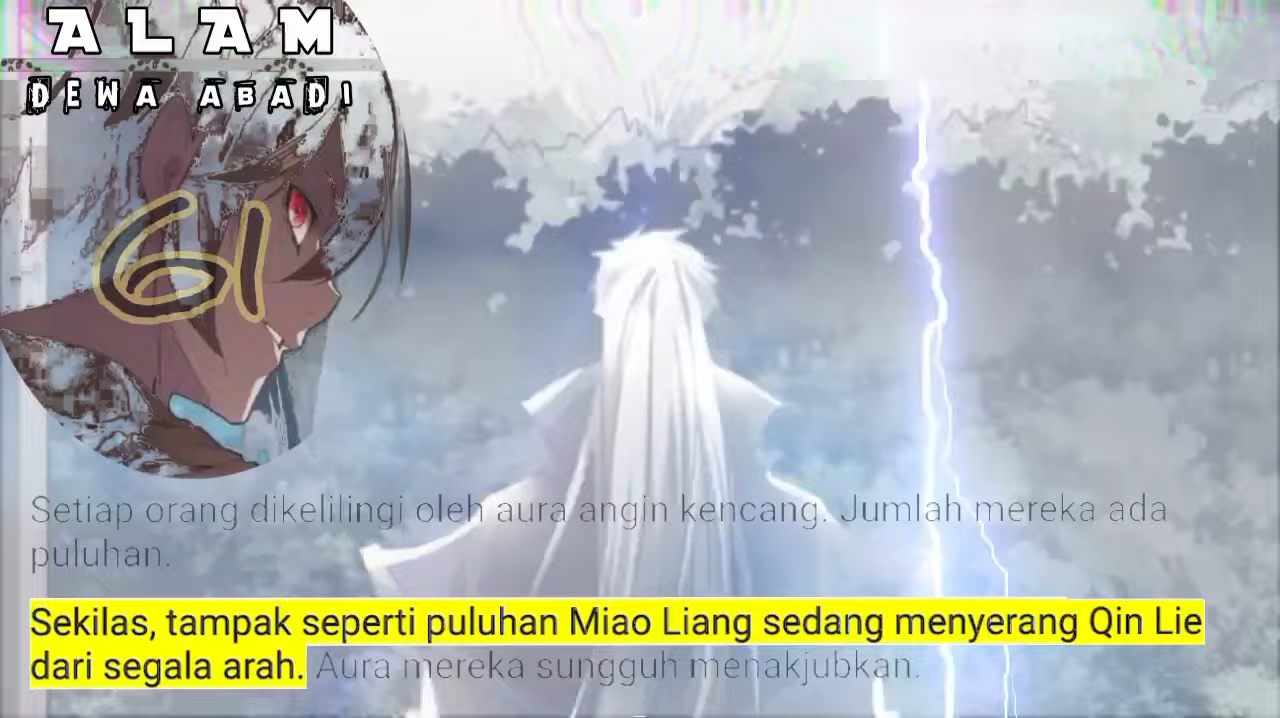 ALAM
DEWA ABADI
61
Setiap orang dikelilingi oleh aura angin kencang. Jumlah mereka ada
puluhan.
Sekilas, tampak seperti puluhan Miao Liang sedang menyerang Qin Lie
dari segala arah. Aura mereka sungguh menakjubkan.